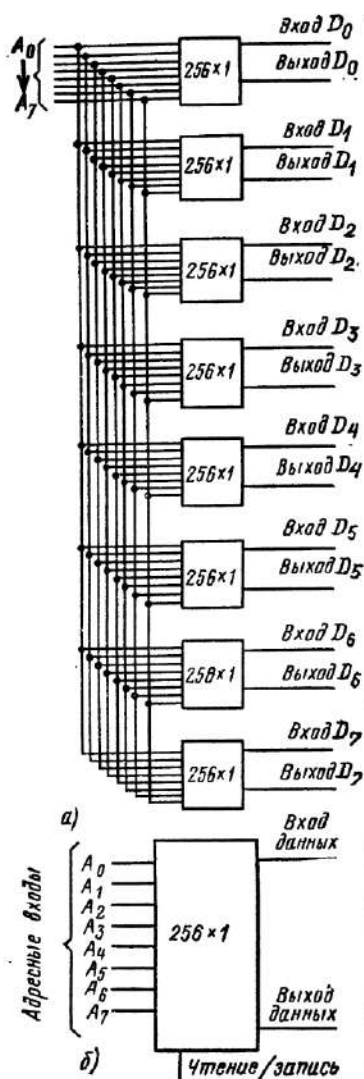 A0
A7
256×1
Вход D0
Выход D0
256×1
Вход D1
Выход D1
256×1
Вход D2
Выход D2
256×1
Вход D3
Выход D3
256×1
Вход D4
Выход D4
256×1
Вход D5
Выход D5
258×1
Вход D6
Выход D6
256×1
Вход D7
Выход D7
а)
Адресные входы
A0
A1
A2
A3
A4
A5
A6
A7
256×1
Вход
данных
Выход
данных
б)
Чтение/запись